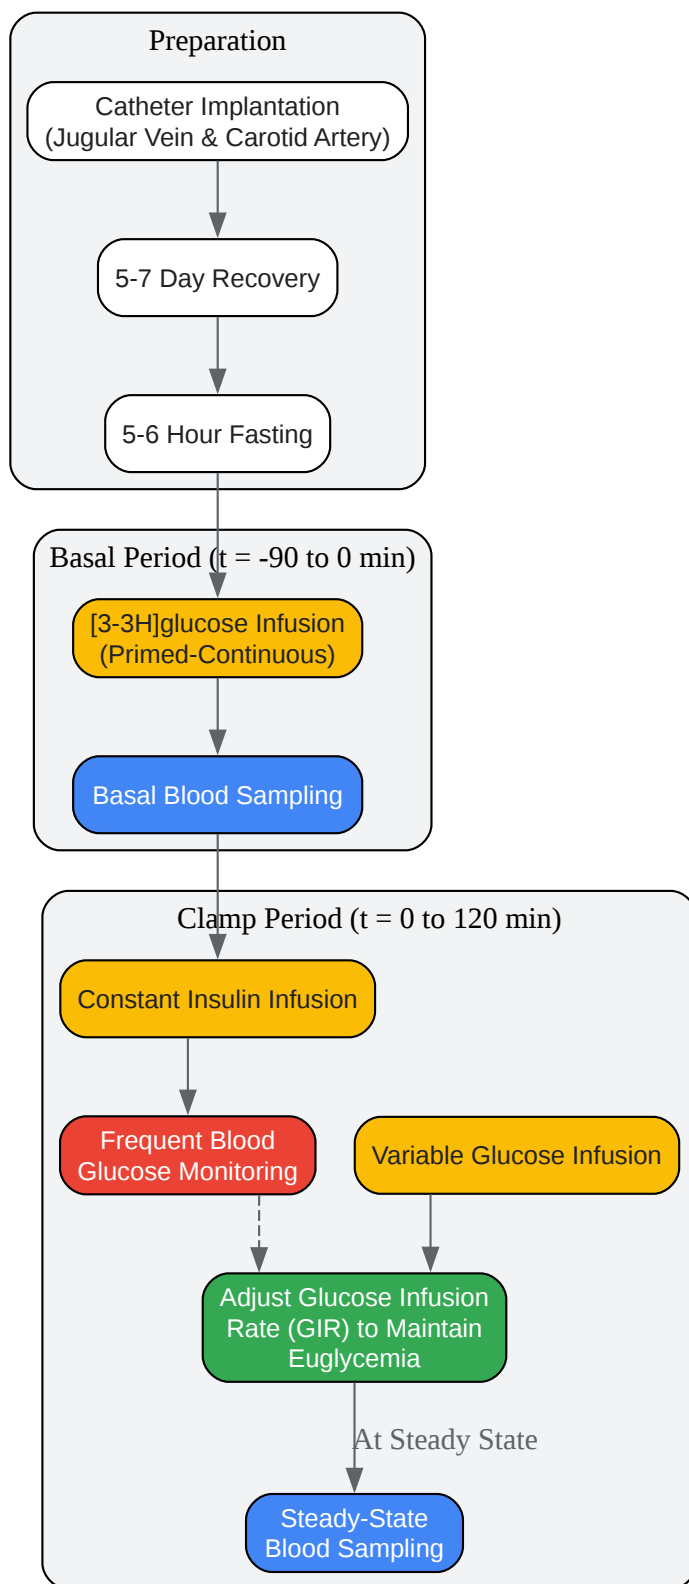 Preparation
Catheter Implantation
(Jugular Vein & Carotid Artery)
5-7 Day Recovery
5-6 Hour Fasting
Basal Period (t = -90 to 0 min)
[3-3H]glucose Infusion
(Primed-Continuous)
Basal Blood Sampling
Clamp Period (t = 0 to 120 min)
Constant Insulin Infusion
Frequent Blood
Glucose Monitoring
Variable Glucose Infusion
Adjust Glucose Infusion
Rate (GIR) to Maintain
Euglycemia
At Steady State
Steady-State
Blood Sampling